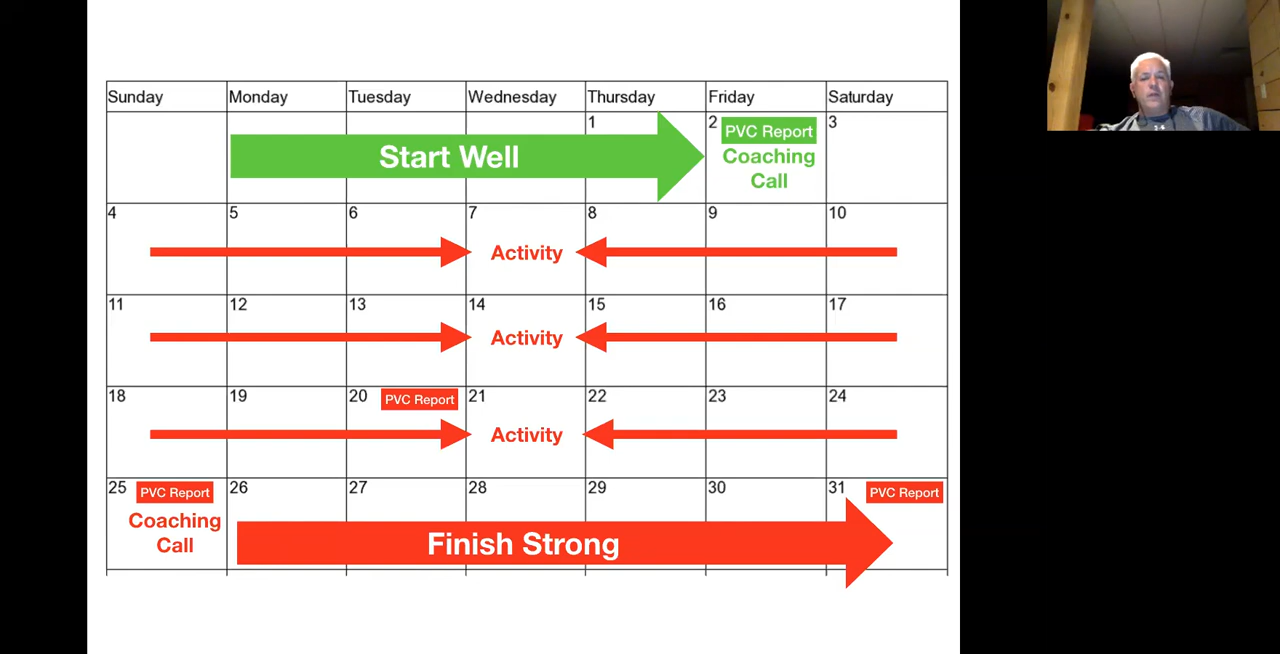 Sunday Monday Tuesday Wednesday Thursday Friday Saturday
1 2 PVC Report 3
Start Well
Coaching
Call
4 5 6 7 8 9 10
Activity
11 12 13 14 15 16 17
Activity
18 19 20 PVC Report 21 22 23 24
Activity
25 PVC Report 26 27 28 29 30 31 PVC Report
Coaching
Call
Finish Strong